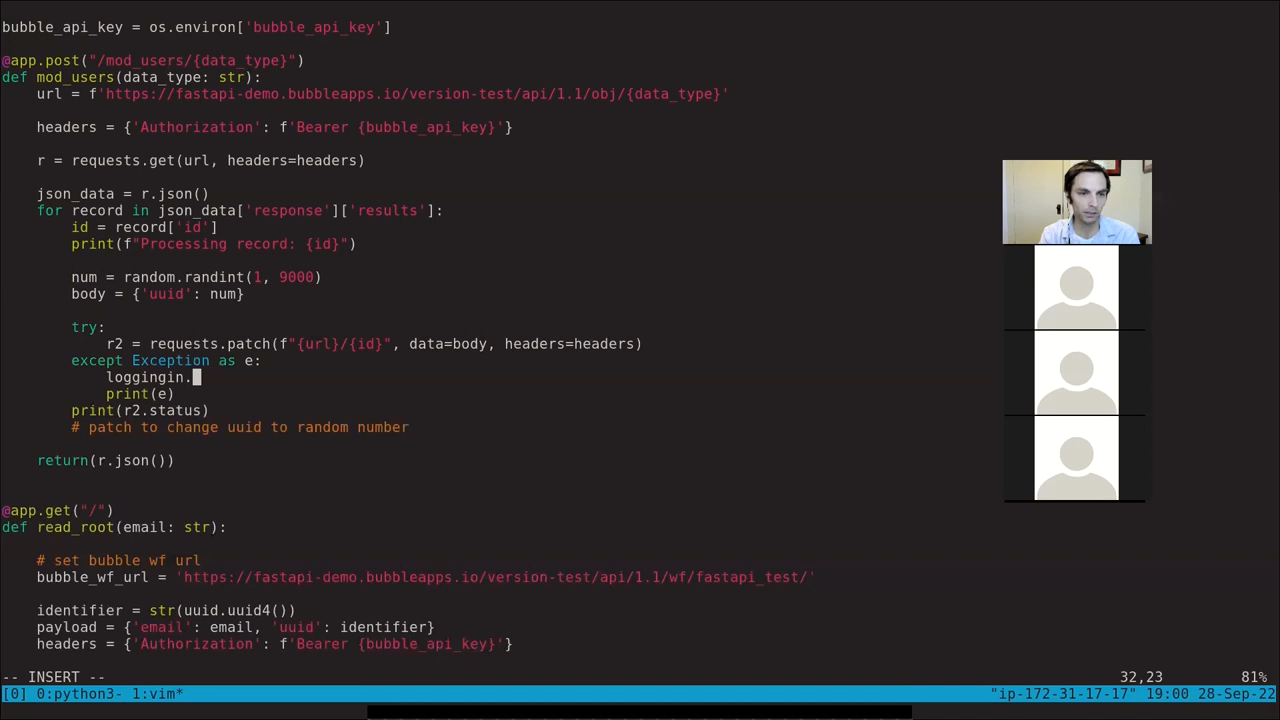 bubble_api_key = os.environ['bubble_api_key']
@app.post("/mod_users/{data_type}")
def mod_users(data_type: str):
    url = f'https://fastapi-demo.bubbleapps.io/version-test/api/1.1/obj/{data_type}'
    headers = {'Authorization': f'Bearer {bubble_api_key}'}
    r = requests.get(url, headers=headers)
    json_data = r.json()
    for record in json_data['response']['results']:
        id = record['id']
        print(f"Processing record: {id}")
        num = random.randint(1, 9000)
        body = {'uuid': num}
        try:
            r2 = requests.patch(f"{url}/{id}", data=body, headers=headers)
        except Exception as e:
            loggingin.
            print(e)
        print(r2.status)
        # patch to change uuid to random number
    return(r.json())
@app.get("/")
def read_root(email: str):
    # set bubble wf url
    bubble_wf_url = 'https://fastapi-demo.bubbleapps.io/version-test/api/1.1/wf/fastapi_test/'
    identifier = str(uuid.uuid4())
    payload = {'email': email, 'uuid': identifier}
    headers = {'Authorization': f'Bearer {bubble_api_key}'}
-- INSERT -- 32,23 81%
[0] 0:python3- 1:vim* "ip-172-31-17-17" 19:00 28-Sep-22